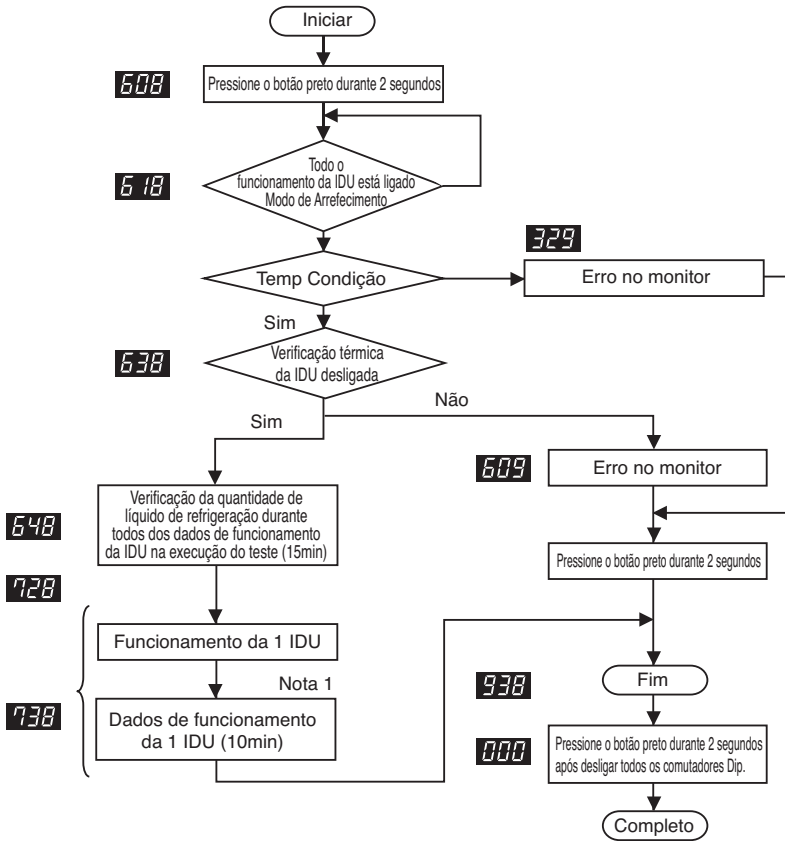 Iniciar
608
Pressione o botão preto durante 2 segundos
618
Todo o
funcionamento da IDU está ligado
Modo de Arrefecimento
329
Temp Condição
Erro no monitor
Sim
638
Verificação térmica
da IDU desligada
Não
Sim
609
Erro no monitor
648
Verificação da quantidade de
líquido de refrigeração durante
todos dos dados de funcionamento
da IDU na execução do teste (15min)
Pressione o botão preto durante 2 segundos
728
Funcionamento da 1 IDU
Nota 1
938
Fim
738
Dados de funcionamento
da 1 IDU (10min)
000
Pressione o botão preto durante 2 segundos
após desligar todos os comutadores Dip.
Completo